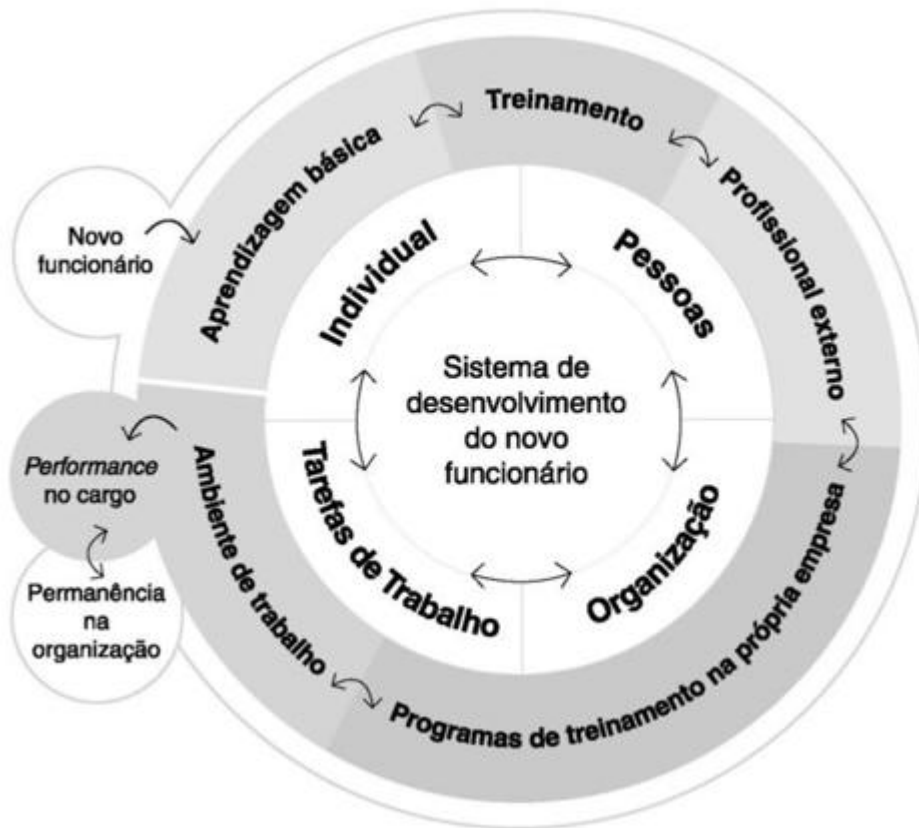 Novo
funcionário
Aprendizagem básica
Treinamento
Profissional externo
Programas de treinamento na própria empresa
Ambiente de trabalho
Performance
no cargo
Permanência
na
organização
Individual
Pessoas
Organização
Tarefas de Trabalho
Sistema de
desenvolvimento
do novo
funcionário